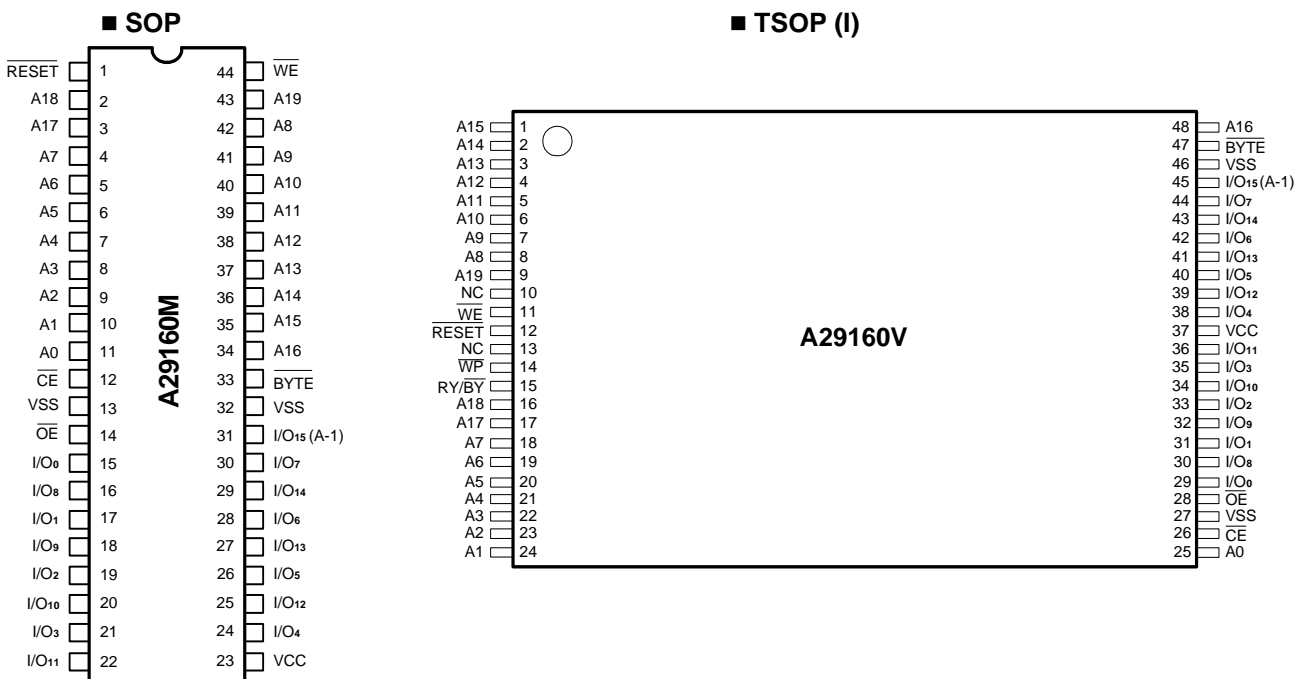 ■ SOP
RESET 1 44 WE
A18 2 43 A19
A17 3 42 A8
A7 4 41 A9
A6 5 40 A10
A5 6 39 A11
A4 7 38 A12
A3 8 37 A13
A2 9 36 A14
A1 10 35 A15
A0 11 34 A16
CE 12 33 BYTE
VSS 13 32 VSS
OE 14 31 I/O15 (A-1)
I/O0 15 30 I/O7
I/O8 16 29 I/O14
I/O1 17 28 I/O6
I/O9 18 27 I/O13
I/O2 19 26 I/O5
I/O10 20 25 I/O12
I/O3 21 24 I/O4
I/O11 22 23 VCC
A29160M
■ TSOP (I)
A15 1 48 A16
A14 2 47 BYTE
A13 3 46 VSS
A12 4 45 I/O15 (A-1)
A11 5 44 I/O7
A10 6 43 I/O14
A9 7 42 I/O6
A8 8 41 I/O13
A19 9 40 I/O5
NC 10 39 I/O12
WE 11 38 I/O4
RESET 12 37 VCC
NC 13 36 I/O11
WP 14 35 I/O3
RY/BY 15 34 I/O10
A18 16 33 I/O2
A17 17 32 I/O9
A7 18 31 I/O1
A6 19 30 I/O8
A5 20 29 I/O0
A4 21 28 OE
A3 22 27 VSS
A2 23 26 CE
A1 24 25 A0
A29160V